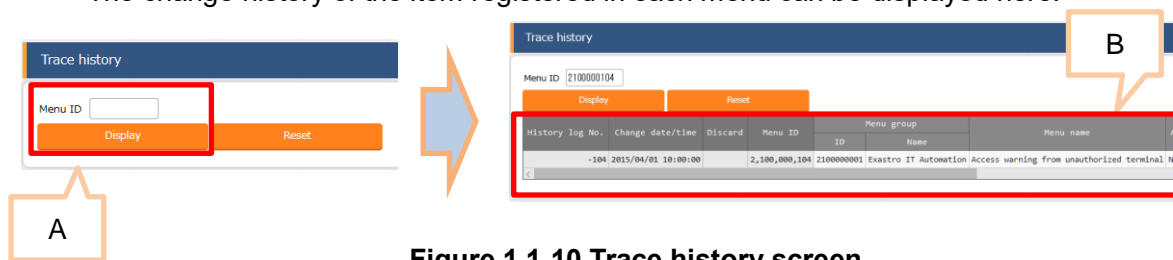 The change history of the item registered in each menu can be displayed here.
Trace history
Menu ID
Display Reset
A
Trace history
B
Menu ID 2100000104
Display Reset
History log No. Change date/time Discard Menu ID Menu group Menu name
ID Name
-104 2015/04/01 10:00:00 2,100,000,104 2100000001 Exastro IT Automation Access warning from unauthorized terminal
Figure 1.1-10 Trace history screen